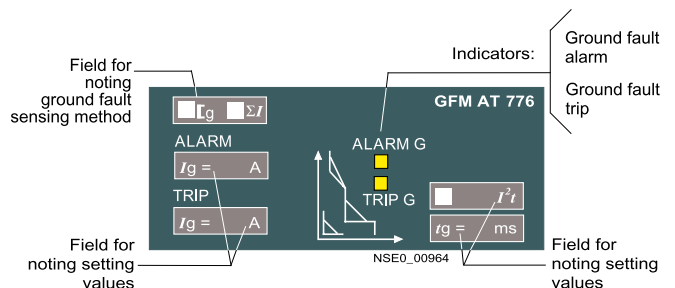 Indicators:
Ground fault
alarm
Ground fault
trip
Field for
noting
ground fault
sensing method
GFM AT 776
[g ΣI
ALARM
Ig = A
TRIP
Ig = A
ALARM G
TRIP G
I²t
tg = ms
NSE0_00964
Field for
noting setting
values
Field for
noting setting
values